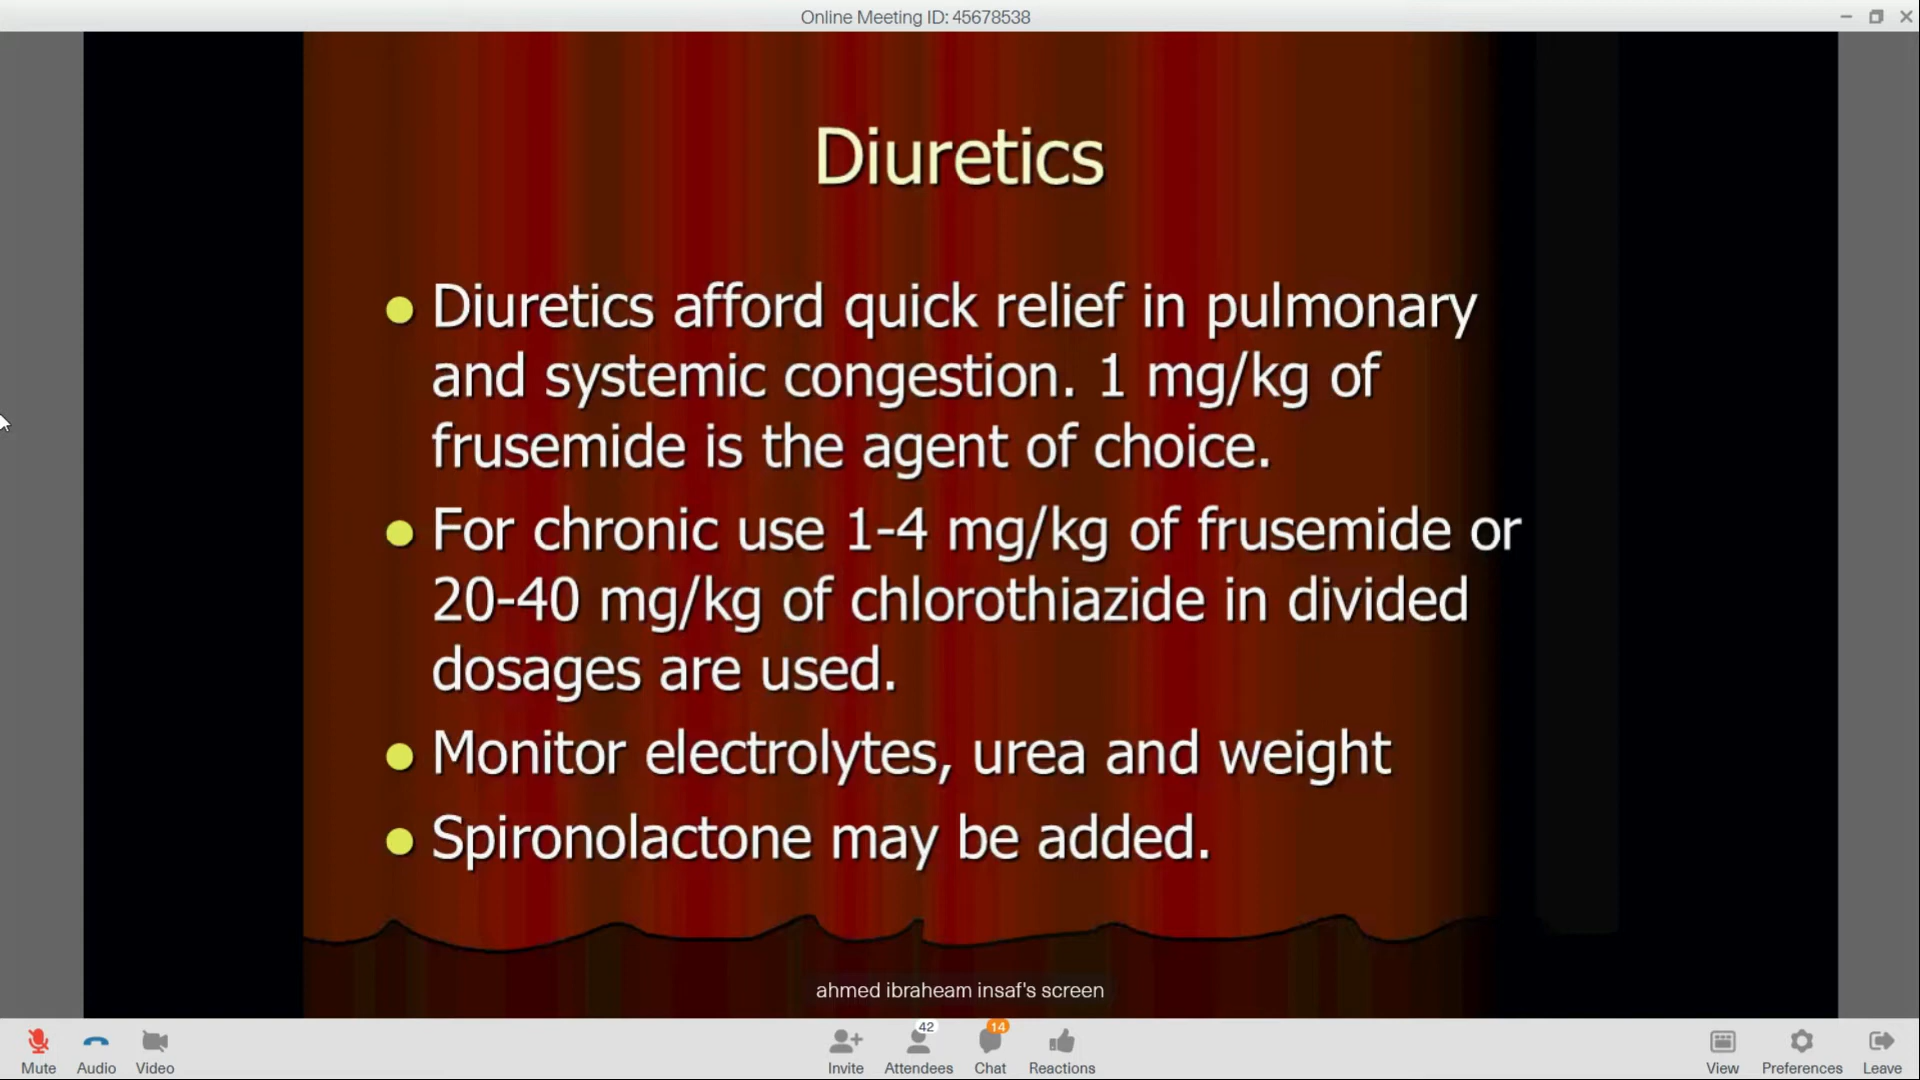 Online Meeting ID: 45678538
Diuretics
Diuretics afford quick relief in pulmonary
and systemic congestion. 1 mg/kg of
frusemide is the agent of choice.
For chronic use 1-4 mg/kg of frusemide or
20-40 mg/kg of chlorothiazide in divided
dosages are used.
Monitor electrolytes, urea and weight
Spironolactone may be added.
ahmed ibraheam insaf's screen
42
14
Mute
Audio
Video
Invite
Attendees
Chat
Reactions
View
Preferences
Leave